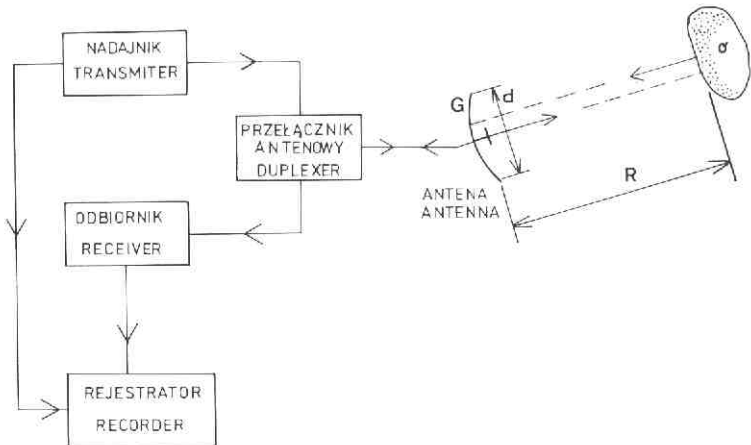 NADAJNIK
TRANSMITER
PRZEŁĄCZNIK
ANTENOWY
DUPLEXER
ODBIORNIK
RECEIVER
REJESTRATOR
RECORDER
G
d
ANTENA
ANTENNA
R
σ